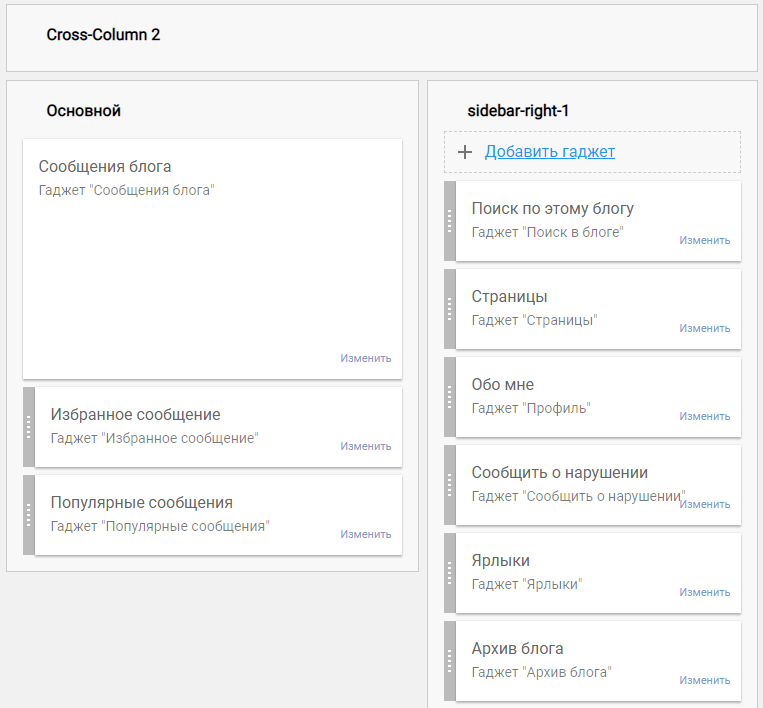 Cross-Column 2
Основной
Сообщения блога
Гаджет "Сообщения блога"
Изменить
Избранное сообщение
Гаджет "Избранное сообщение"
Изменить
Популярные сообщения
Гаджет "Популярные сообщения"
Изменить
sidebar-right-1
Добавить гаджет
Поиск по этому блогу
Гаджет "Поиск в блоге"
Изменить
Страницы
Гаджет "Страницы"
Изменить
Обо мне
Гаджет "Профиль"
Изменить
Сообщить о нарушении
Гаджет "Сообщить о нарушении"
Изменить
Ярлыки
Гаджет "Ярлыки"
Изменить
Архив блога
Гаджет "Архив блога"
Изменить